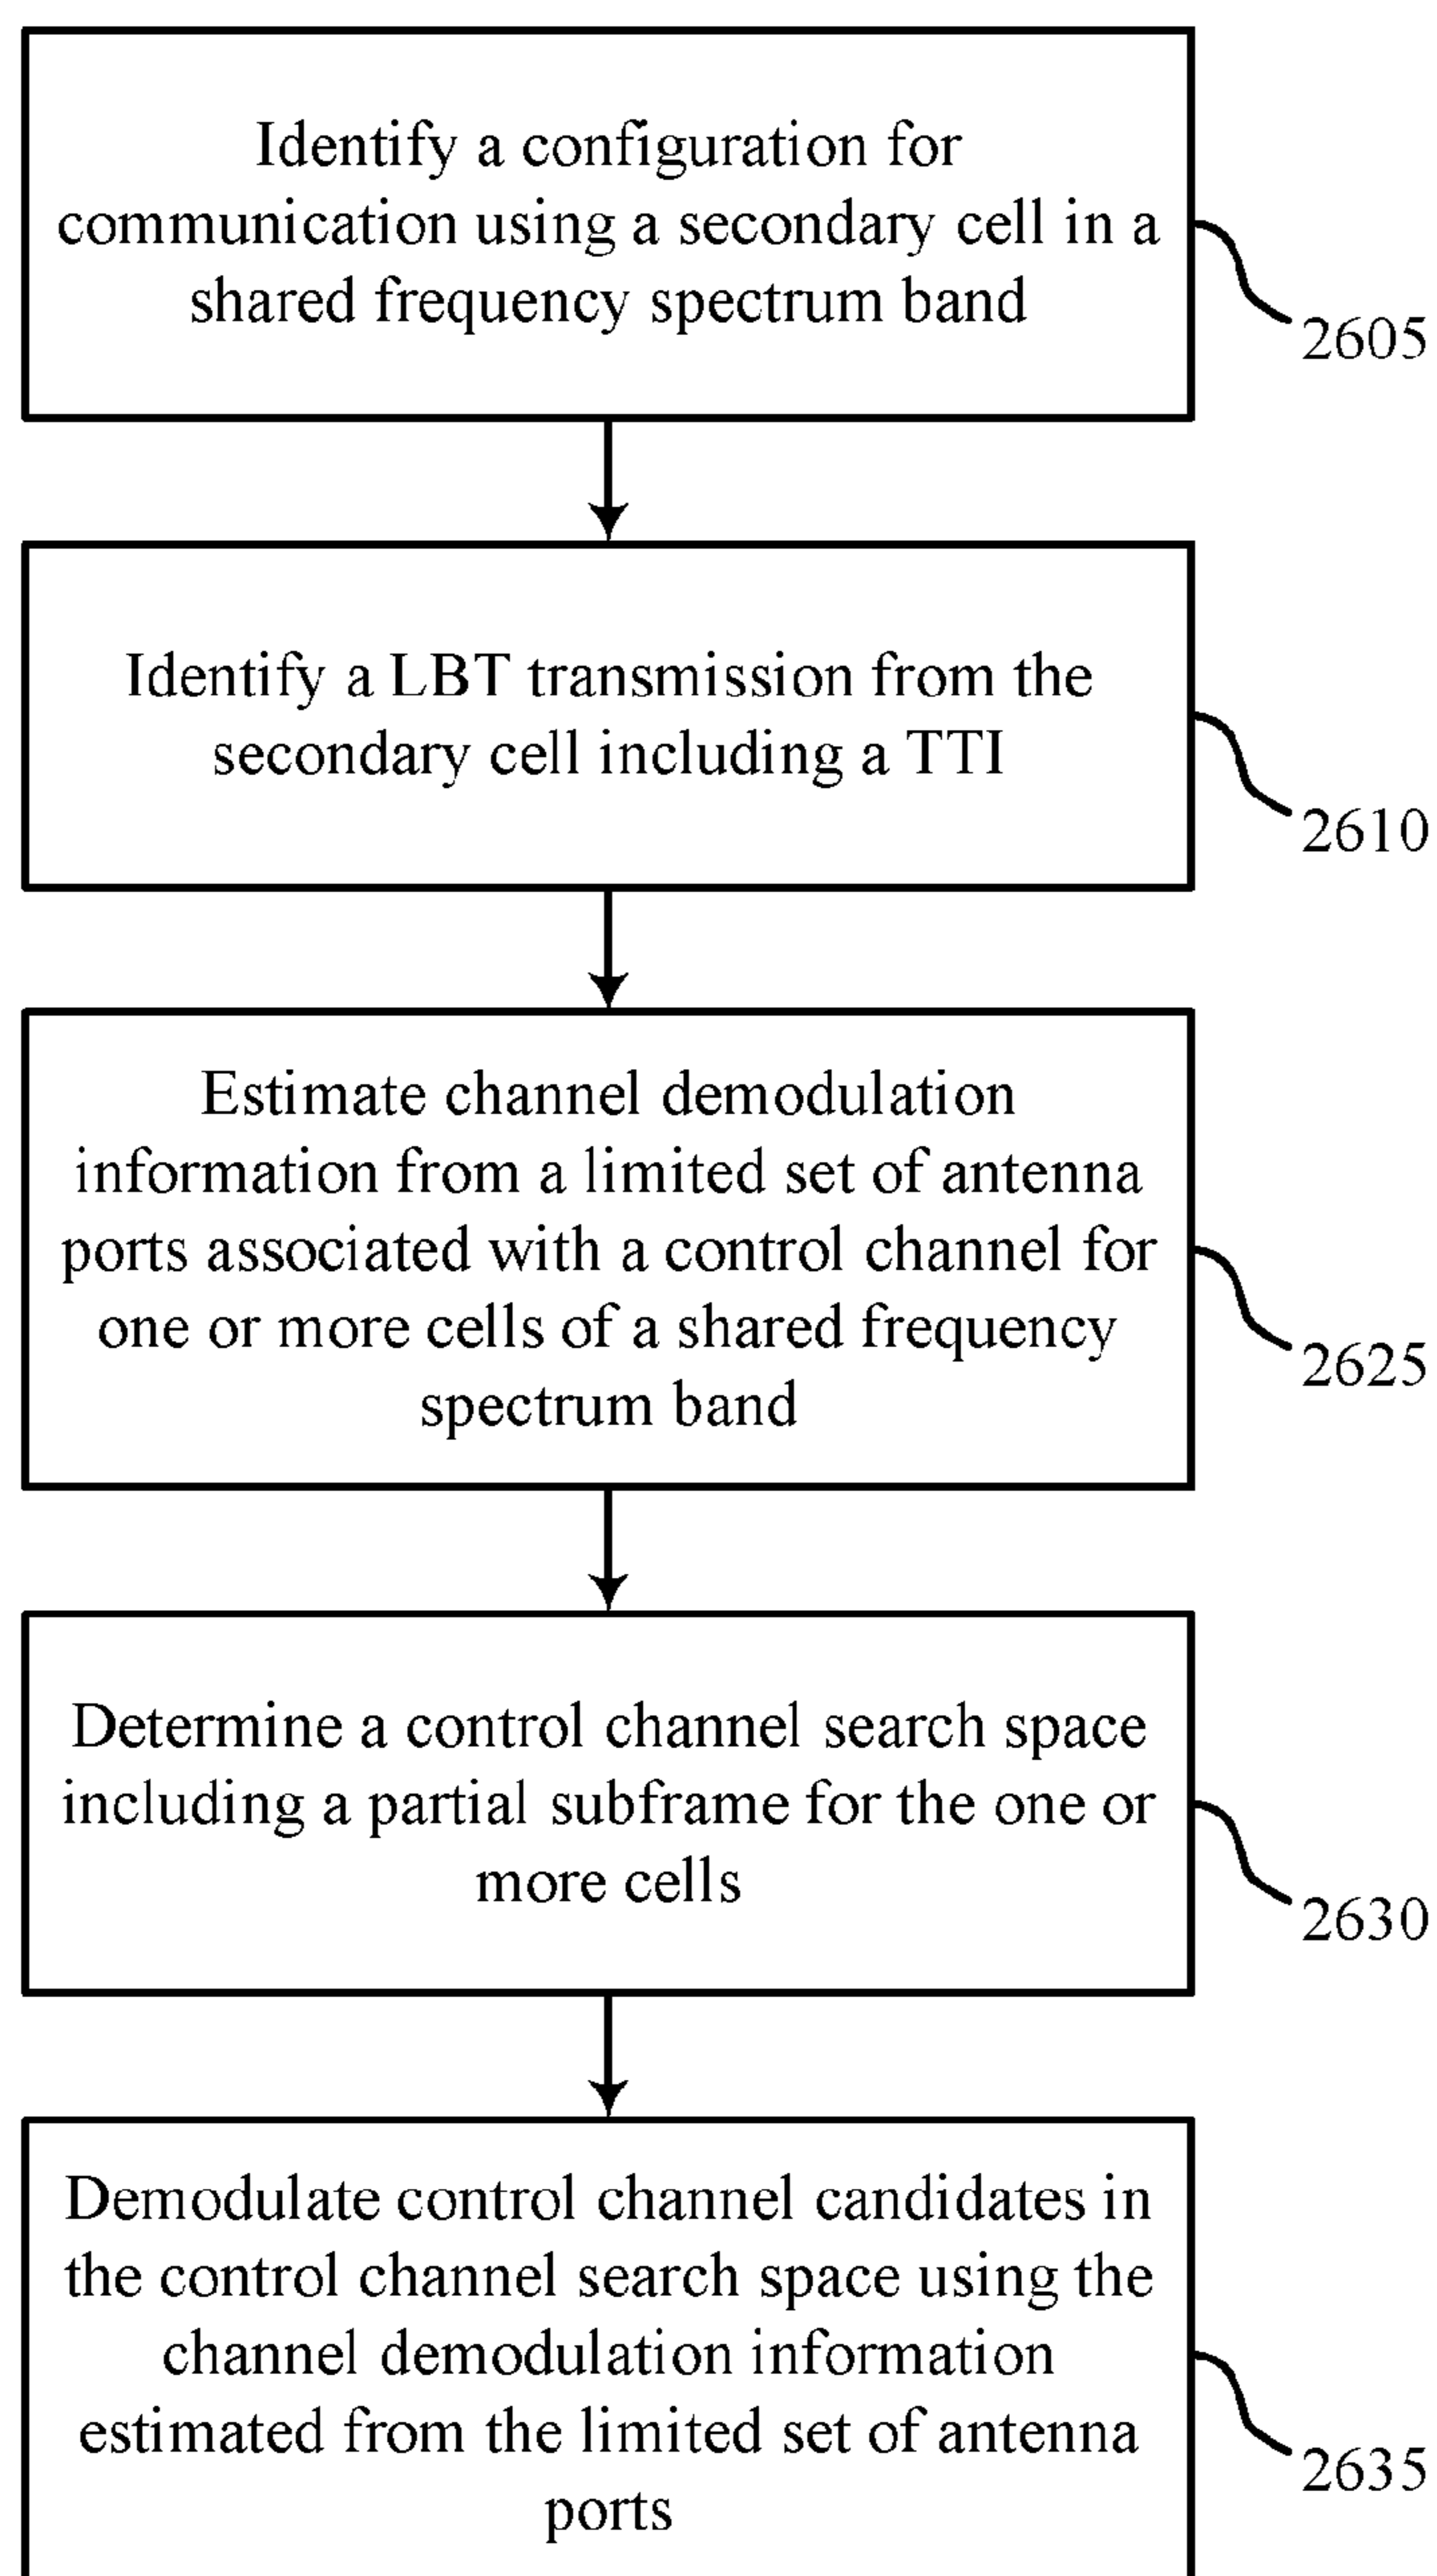 Identify a configuration for
communication using a secondary cell in a
shared frequency spectrum band
2605
Identify a LBT transmission from the
secondary cell including a TTI
2610
Estimate channel demodulation
information from a limited set of antenna
ports associated with a control channel for
one or more cells of a shared frequency
spectrum band
2625
Determine a control channel search space
including a partial subframe for the one or
more cells
2630
Demodulate control channel candidates in
the control channel search space using the
channel demodulation information
estimated from the limited set of antenna
ports
2635